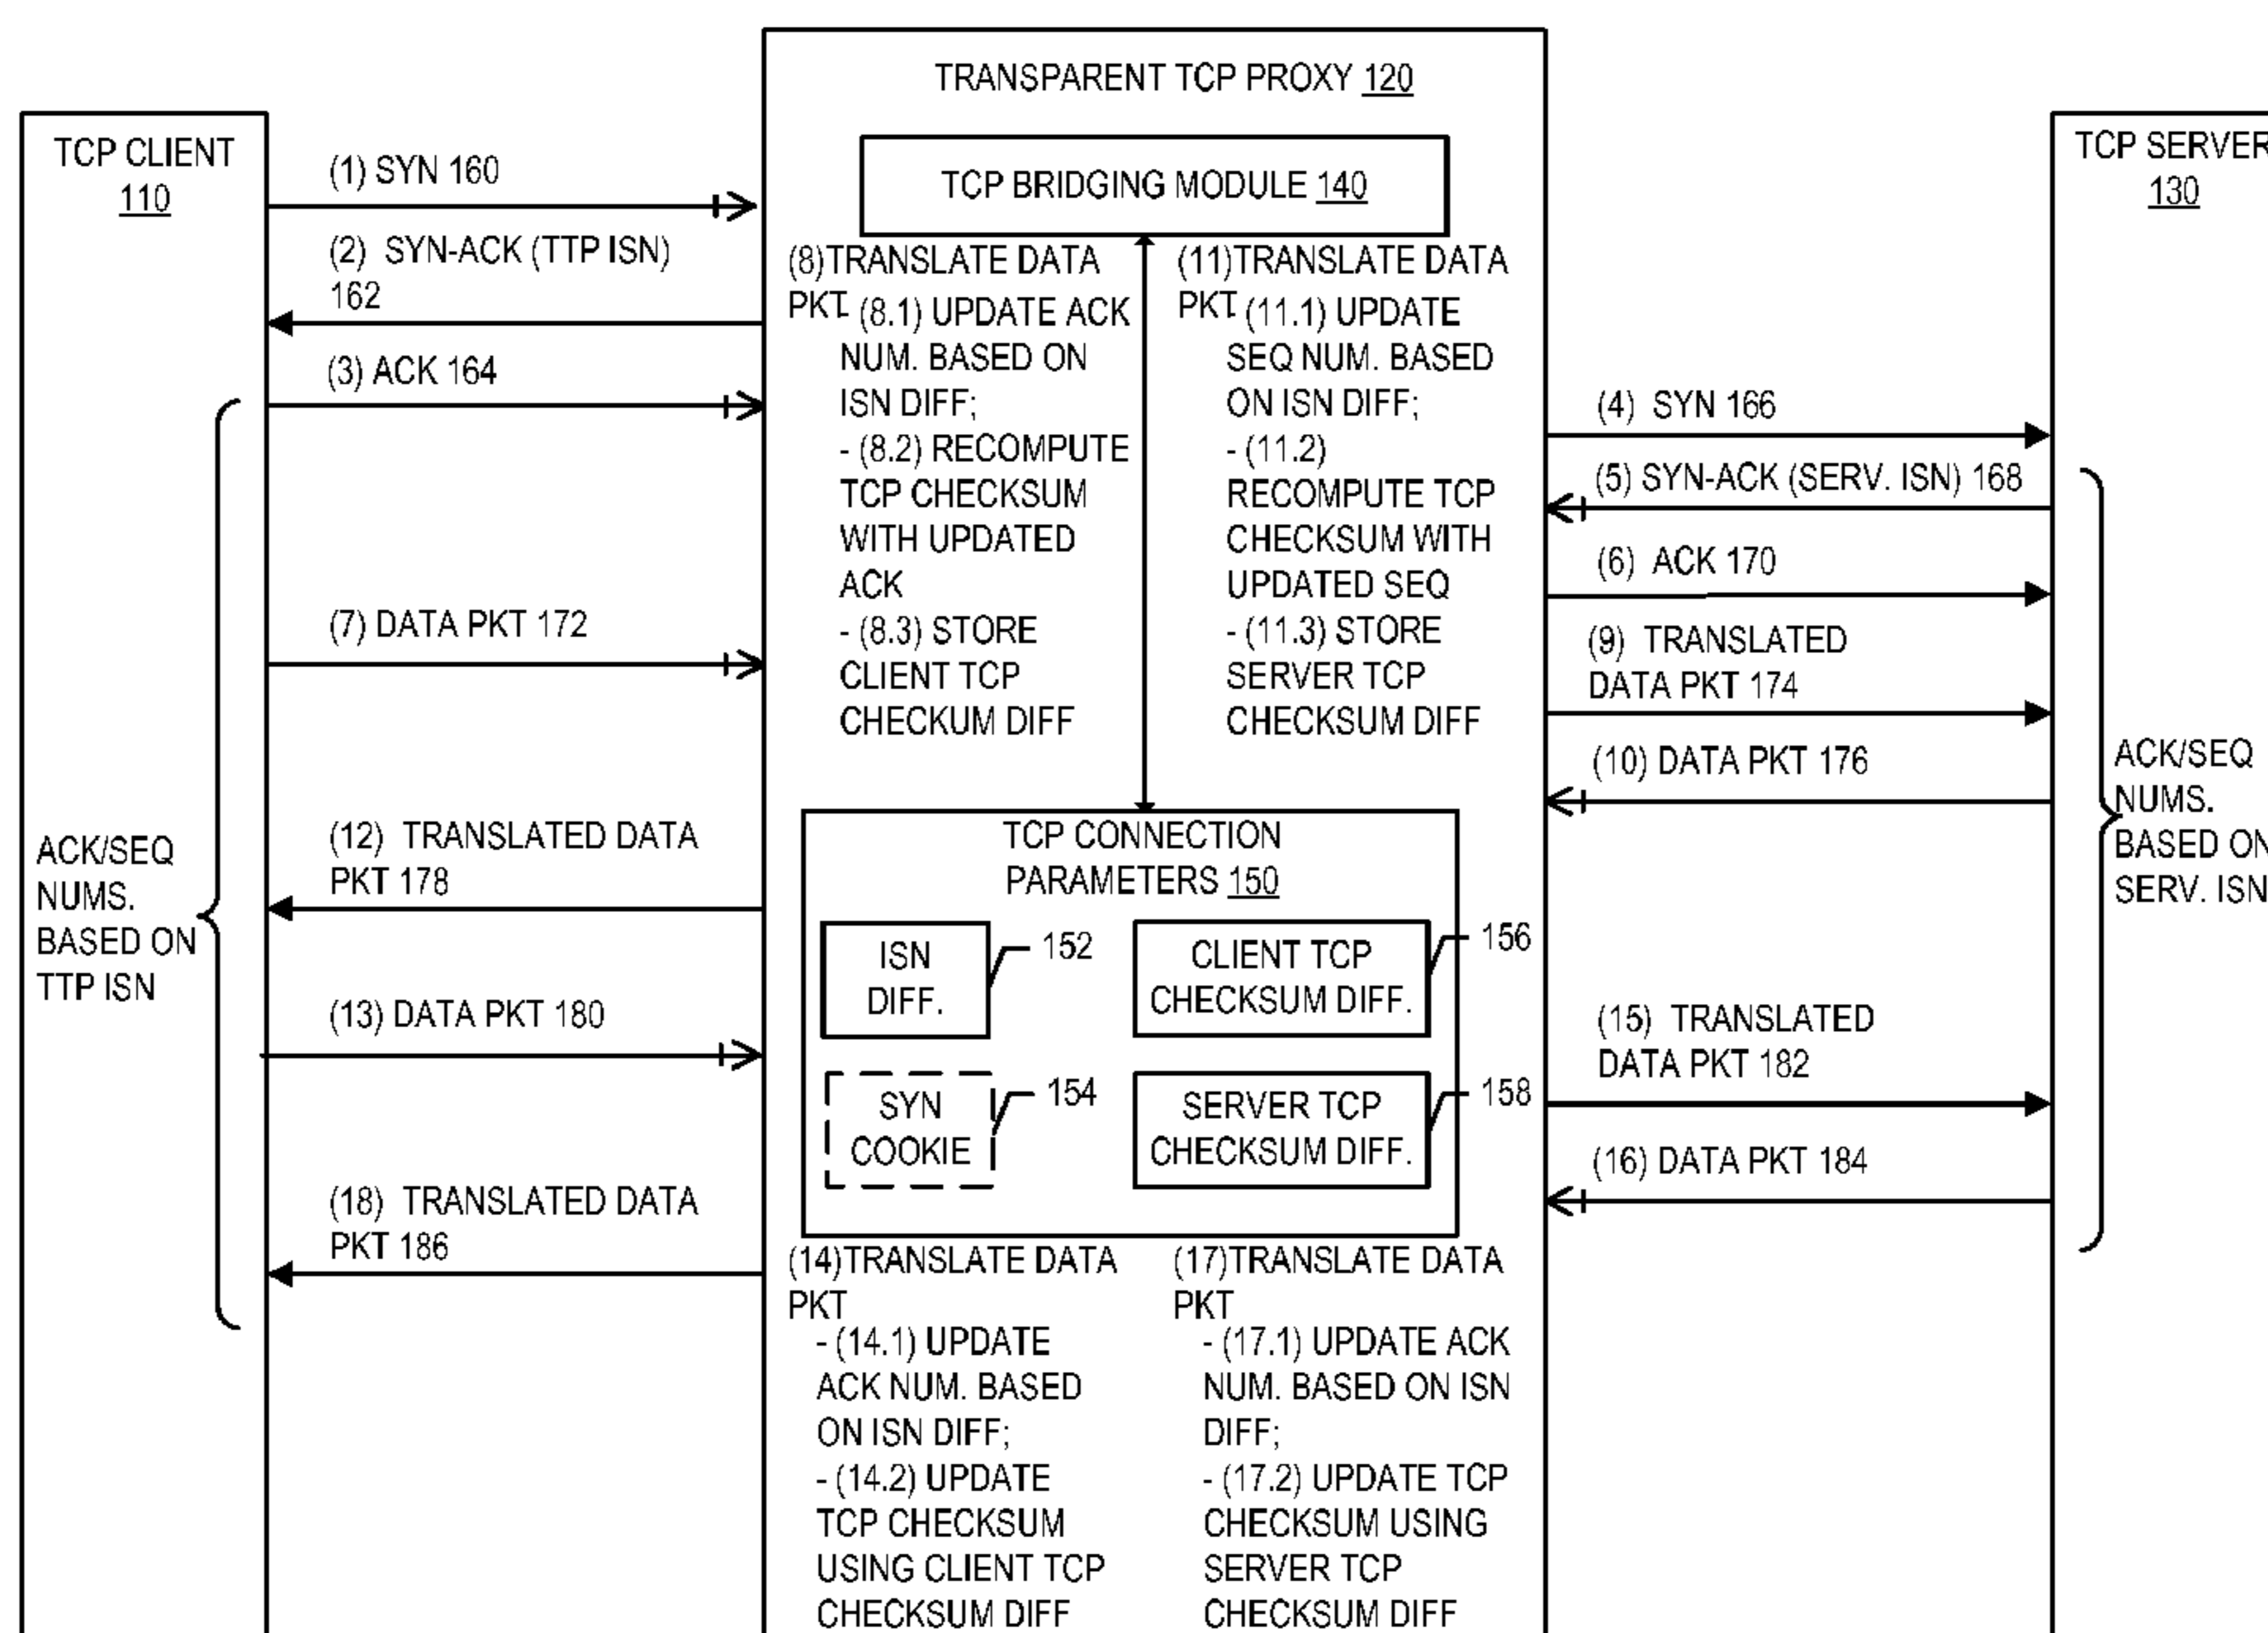 TRANSPARENT TCP PROXY 120
TCP CLIENT
110
(1) SYN 160
(2) SYN-ACK (TTP ISN)
162
(3) ACK 164
(7) DATA PKT 172
(12) TRANSLATED DATA
PKT 178
(13) DATA PKT 180
(18) TRANSLATED DATA
PKT 186
ACK/SEQ
NUMS.
BASED ON
TTP ISN
TCP BRIDGING MODULE 140
(8)TRANSLATE DATA
PKT
- (8.1) UPDATE ACK
NUM. BASED ON
ISN DIFF;
- (8.2) RECOMPUTE
TCP CHECKSUM
WITH UPDATED
ACK
- (8.3) STORE
CLIENT TCP
CHECKUM DIFF
(11)TRANSLATE DATA
PKT
- (11.1) UPDATE
SEQ NUM. BASED
ON ISN DIFF;
- (11.2)
RECOMPUTE TCP
CHECKSUM WITH
UPDATED SEQ
- (11.3) STORE
SERVER TCP
CHECKSUM DIFF
TCP CONNECTION
PARAMETERS 150
ISN
DIFF.
152
CLIENT TCP
CHECKSUM DIFF.
156
SYN
COOKIE
154
SERVER TCP
CHECKSUM DIFF.
158
(14)TRANSLATE DATA
PKT
- (14.1) UPDATE
ACK NUM. BASED
ON ISN DIFF;
- (14.2) UPDATE
TCP CHECKSUM
USING CLIENT TCP
CHECKSUM DIFF
(17)TRANSLATE DATA
PKT
- (17.1) UPDATE ACK
NUM. BASED ON ISN
DIFF;
- (17.2) UPDATE TCP
CHECKSUM USING
SERVER TCP
CHECKSUM DIFF
TCP SERVER
130
(4) SYN 166
(5) SYN-ACK (SERV. ISN) 168
(6) ACK 170
(9) TRANSLATED
DATA PKT 174
(10) DATA PKT 176
(15) TRANSLATED
DATA PKT 182
(16) DATA PKT 184
ACK/SEQ
NUMS.
BASED ON
SERV. ISN